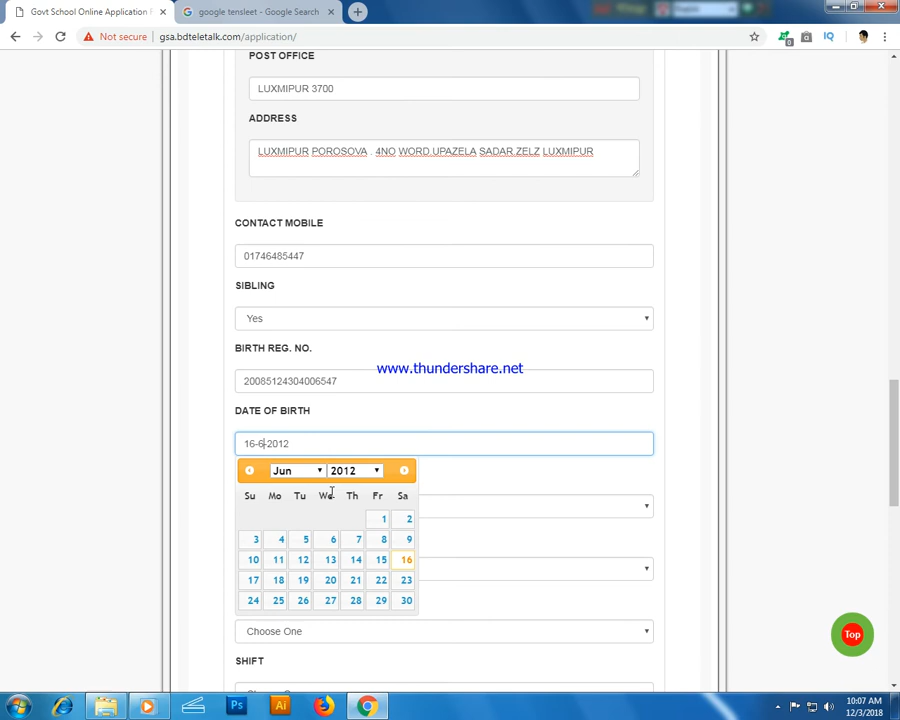 Govt School Online Application F
google tensleet - Google Search
Not secure | gsa.bdteletalk.com/application/
0
IQ
POST OFFICE
LUXMIPUR 3700
ADDRESS
LUXMIPUR POROSOVA . 4NO WORD.UPAZELA SADAR.ZELZ LUXMIPUR
CONTACT MOBILE
01746485447
SIBLING
Yes
BIRTH REG. NO.
www.thundershare.net
20085124304006547
DATE OF BIRTH
16-6-2012
Jun 2012
Su Mo Tu We Th Fr Sa
1 2
3 4 5 6 7 8 9
10 11 12 13 14 15 16
17 18 19 20 21 22 23
24 25 26 27 28 29 30
Choose One
Top
SHIFT
Ps
Ai
10:07 AM
12/3/2018